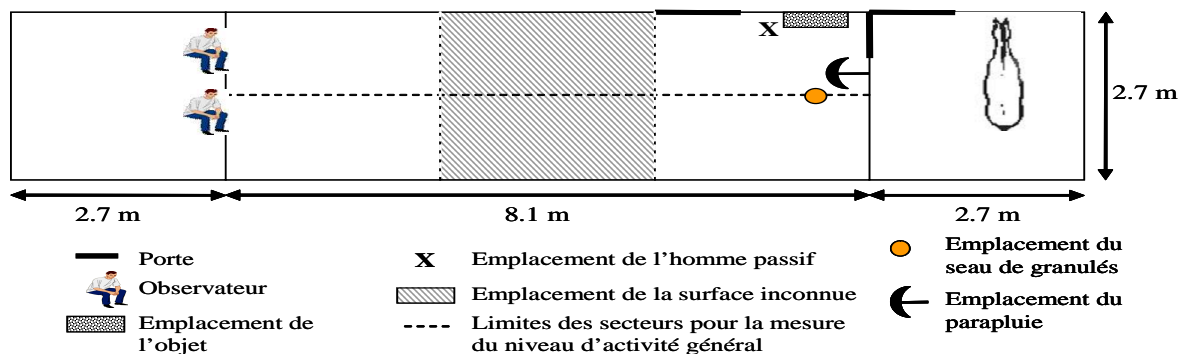 X
2.7 m
2.7 m
8.1 m
2.7 m
Porte
Observateur
Emplacement de
l'objet
X Emplacement de l'homme passif
Emplacement de la surface inconnue
Limites des secteurs pour la mesure
du niveau d'activité général
Emplacement du
seau de granulés
Emplacement du
parapluie